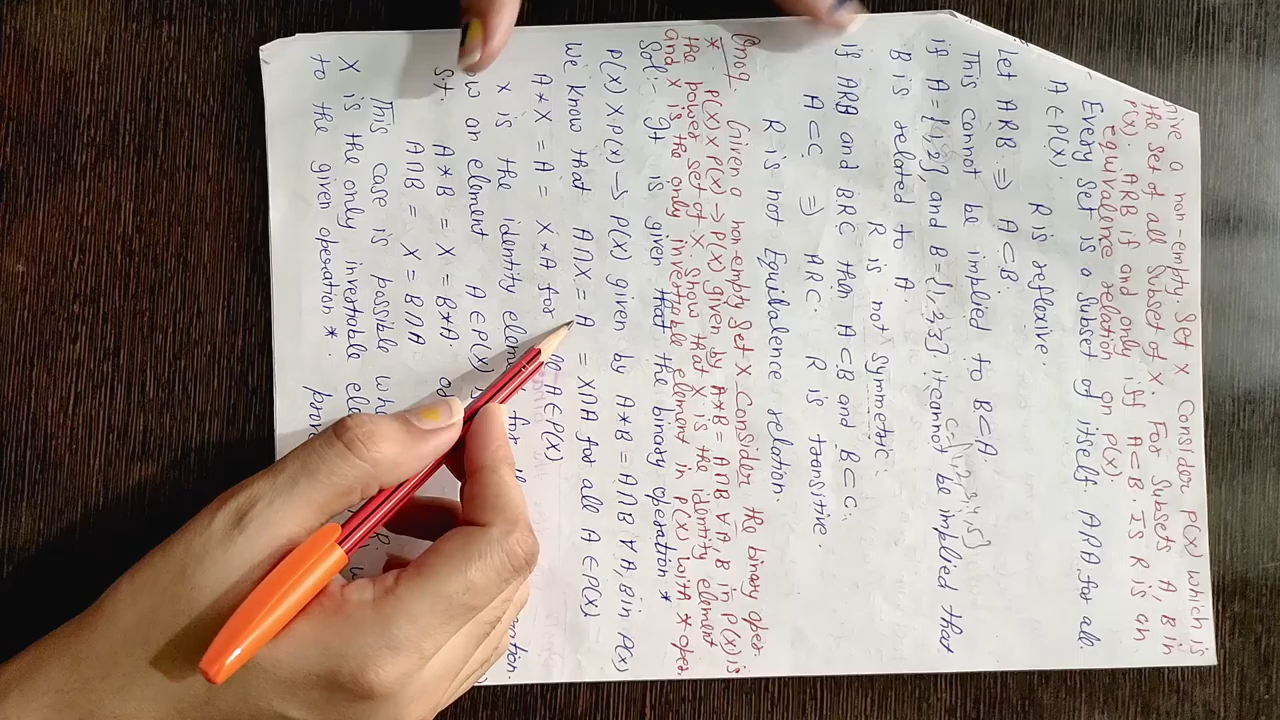 Give a non-empty set X. Consider P(X) which is
the set of all Subset of X. For Subsets A, B in
P(X). ARB if and only iff A⊂B. Is R is an
equivalence relation on P(X).
Every Set is a subset of itself. ARA for all
A ∈ P(X).
R is reflexive.
Let ARB ⇒ A⊂B.
This cannot be implied to B⊂A.
if A = {1,2}, and B = {1,2,3}. it cannot be implied that
B is related to A.
R is not Symmetric.
if ARB and BRC then A⊂B and B⊂C.
A⊂C ⇒ ARC. R is transitive.
R is not Equivalence relation.
Given a non-empty set X Consider the binary oper
* : P(X) x P(X) → P(X) given by A*B = A∩B ∀ A, B in P(X) is
the power set of X. Show that X is the identity element
and X is the only invertible element in P(X) with * oper.
Sol:- It is given that the binary operation *
P(X) X P(X) → P(X) given by A*B = A∩B ∀ A, B in P(X)
We know that A∩X = A = X∩A for all A ∈ P(X)
A*X = A = X*A for A ∈ P(X)
X is the identity for
an element A ∈ P(X)
s.t. A*B = X = B*A.
A∩B = X = B∩A
This case is possible
X is the only invertable
to the given operation *.